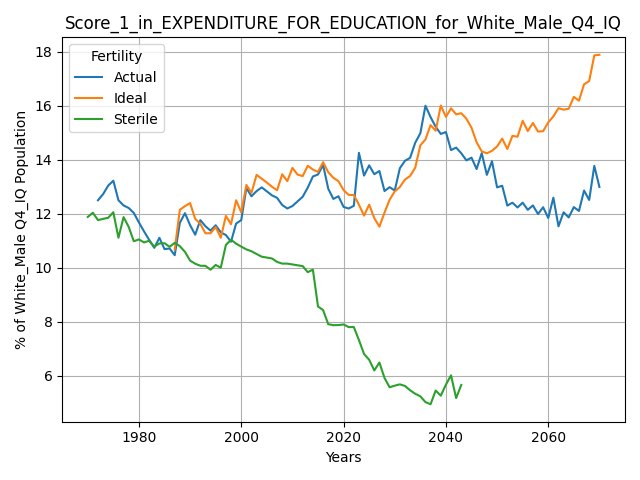 Score_1_in_EXPENDITURE_FOR_EDUCATION_for_White_Male_Q4_IQ
Fertility
Actual
Ideal
Sterile
% of White_Male Q4_IQ Population
18
16
14
12
10
8
6
1980
2000
2020
2040
2060
Years